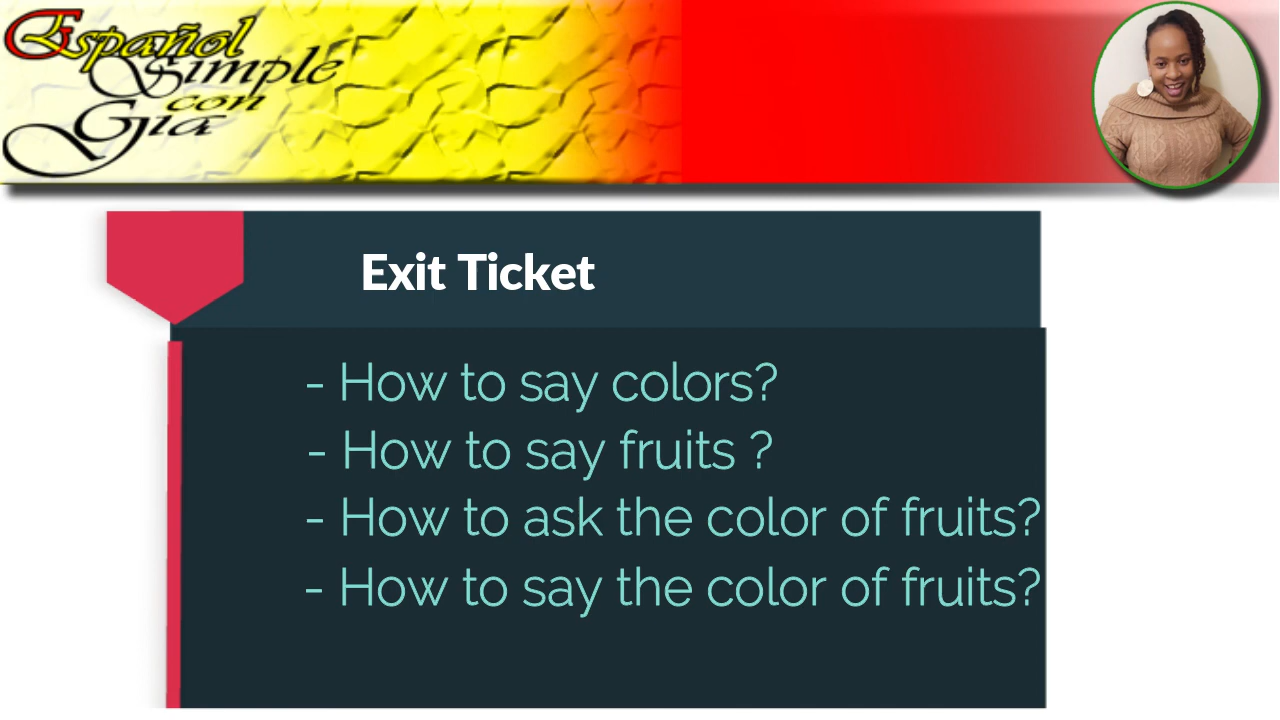 Español
Simple
con
Gia
Exit Ticket
- How to say colors?
- How to say fruits ?
- How to ask the color of fruits?
- How to say the color of fruits?